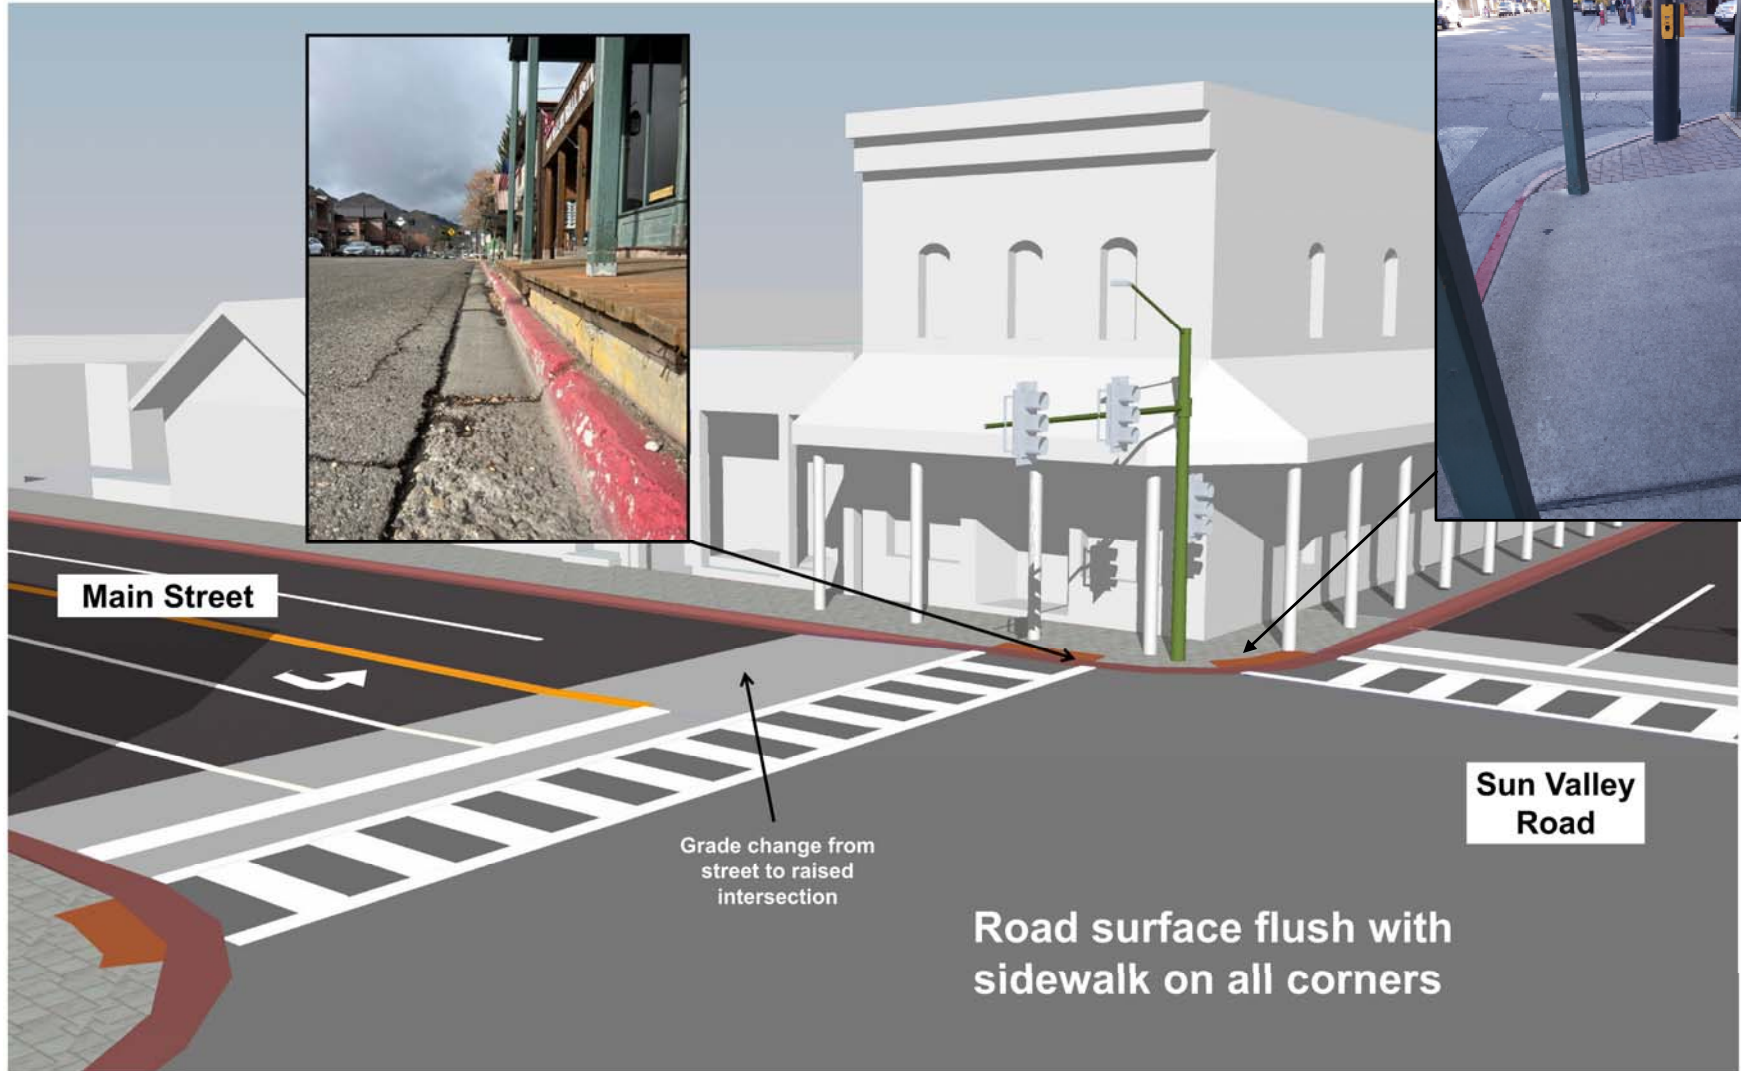 Main Street
Grade change from
street to raised
intersection
Sun Valley
Road
Road surface flush with
sidewalk on all corners